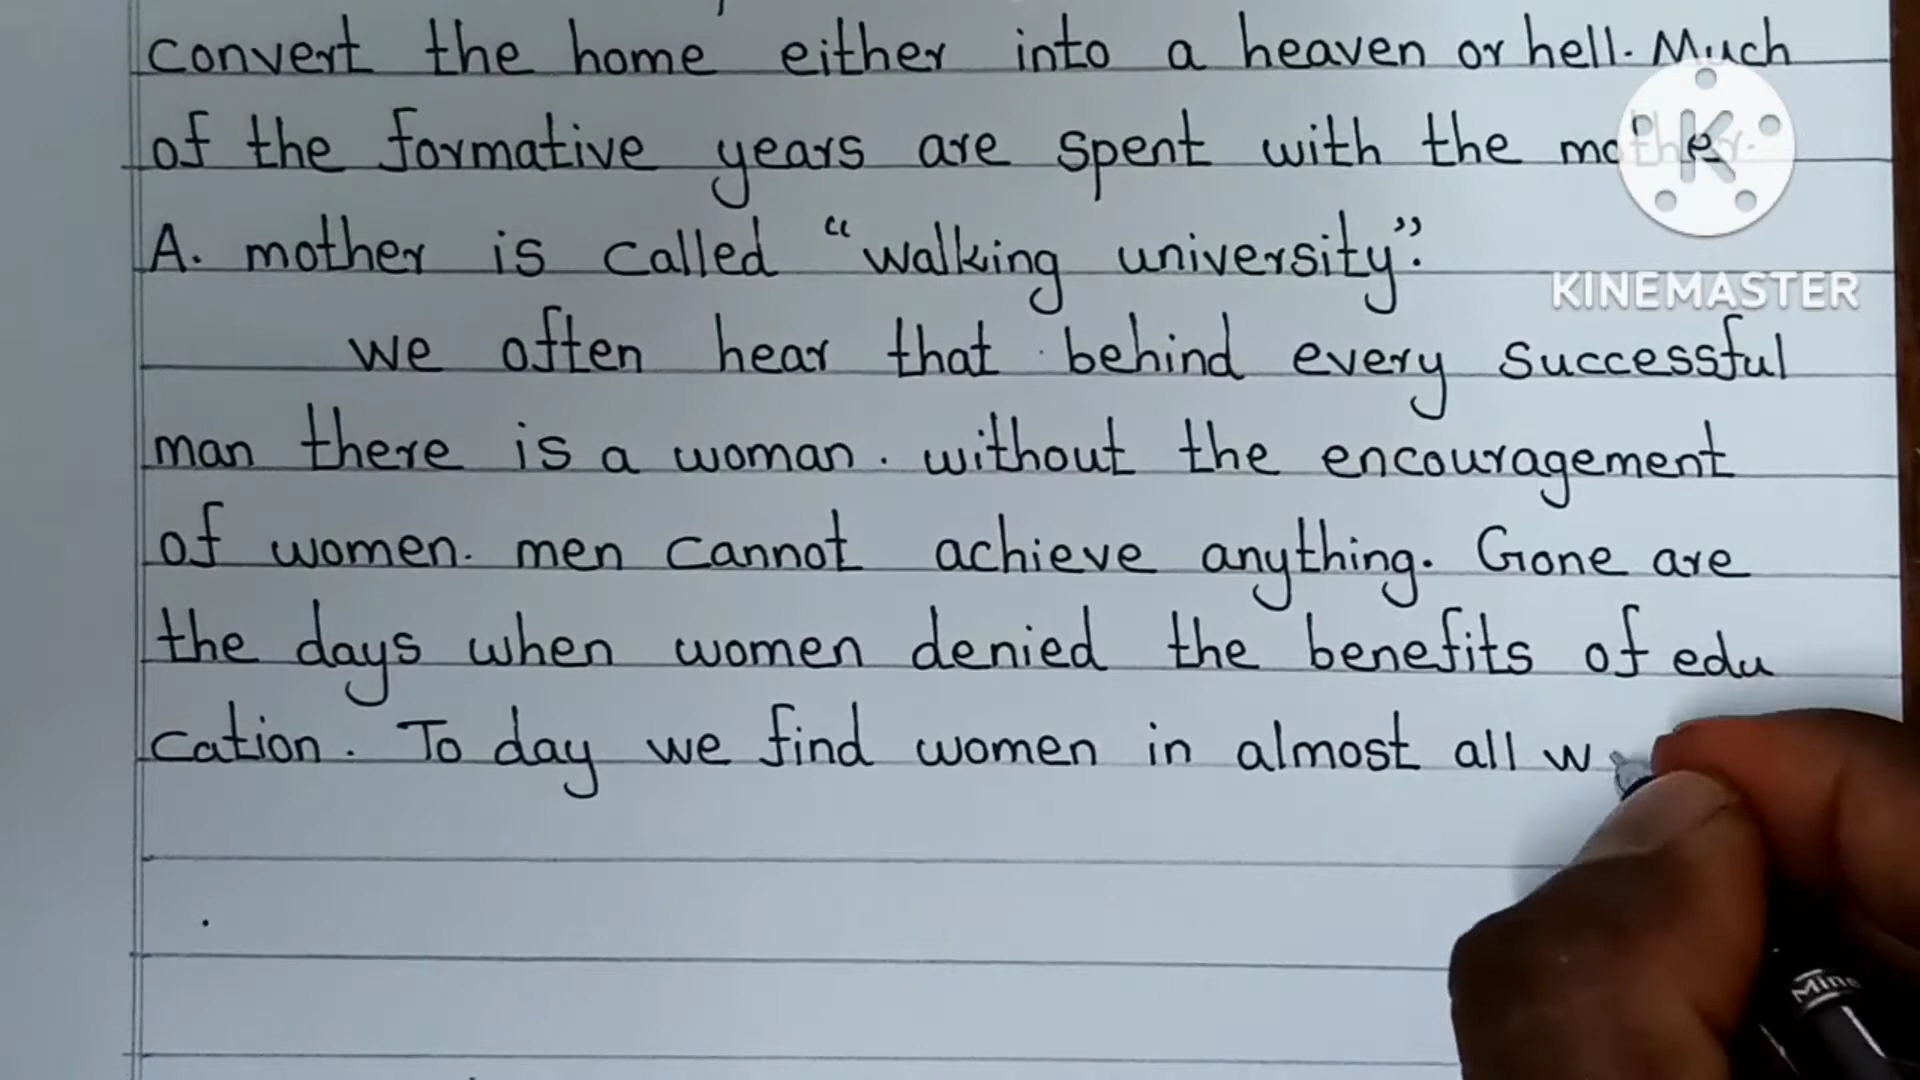 convert the home either into a heaven or hell. Much
of the formative years are spent with the mother.
A. mother is called “walking university”.
we often hear that behind every successful
man there is a woman. without the encouragement
of women. men cannot achieve anything. Gone are
the days when women denied the benefits of edu
cation. To day we find women in almost all w
KINEMASTER
Mine